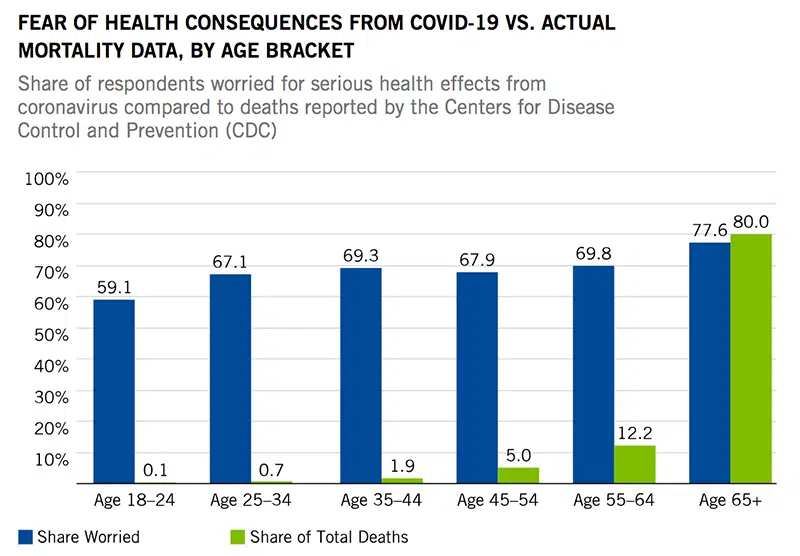 FEAR OF HEALTH CONSEQUENCES FROM COVID-19 VS. ACTUAL
MORTALITY DATA, BY AGE BRACKET
Share of respondents worried for serious health effects from
coronavirus compared to deaths reported by the Centers for Disease
Control and Prevention (CDC)
100%
90%
80%
70%
60%
50%
40%
30%
20%
10%
59.1
0.1
67.1
0.7
69.3
1.9
67.9
5.0
69.8
12.2
77.6
80.0
Age 18–24
Age 25–34
Age 35–44
Age 45–54
Age 55–64
Age 65+
Share Worried
Share of Total Deaths